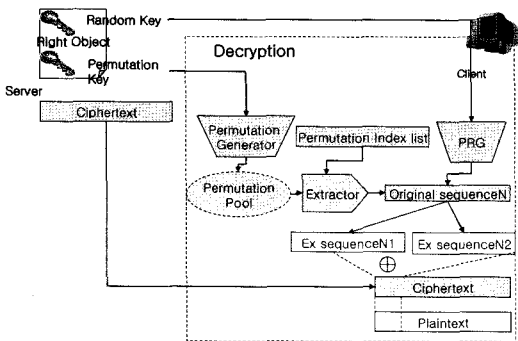 Random Key
Right Object
Permutation
Key
Server
Ciphertext
Decryption
Client
Permutation
Generator
Permutation Index list
PRG
Permutation
Pool
Extractor
Original sequenceN
Ex sequenceN1
Ex sequenceN2
Ciphertext
Plaintext